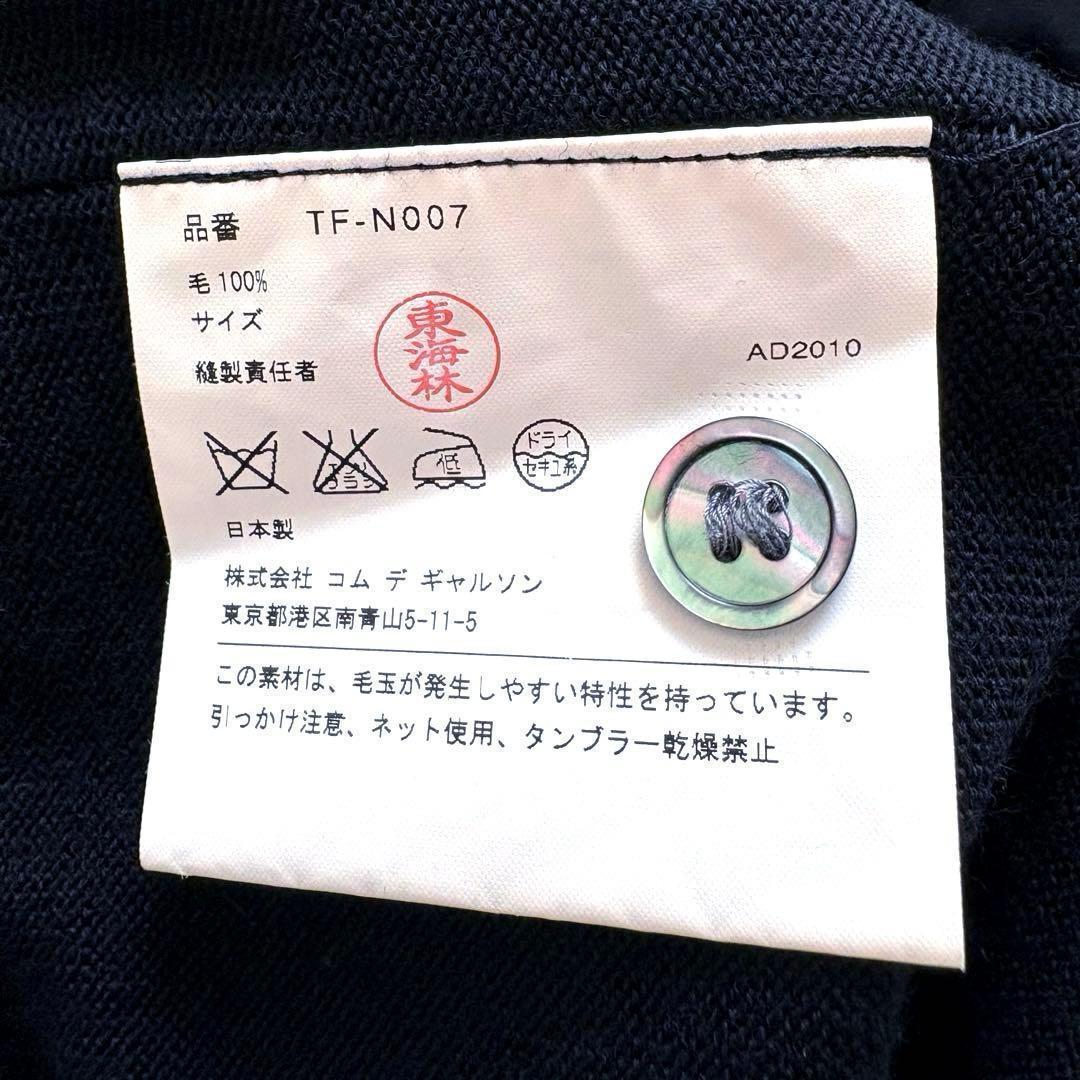 品番 TF-N007
毛 100%
サイズ
縫製責任者
東海林
AD2010
低
ドライ
セキユ系
日本製
株式会社 コム デ ギャルソン
東京都港区南青山5-11-5
この素材は、毛玉が発生しやすい特性を持っています。
引っかけ注意、ネット使用、タンブラー乾燥禁止